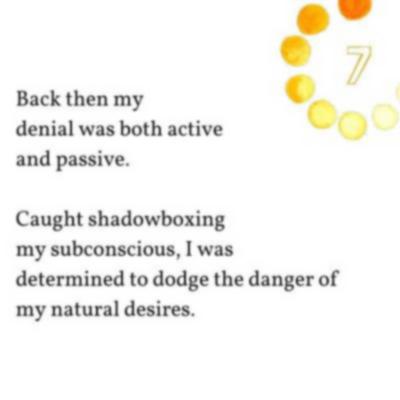 7
Back then my
denial was both active
and passive.
Caught shadowboxing
my subconscious, I was
determined to dodge the danger of
my natural desires.